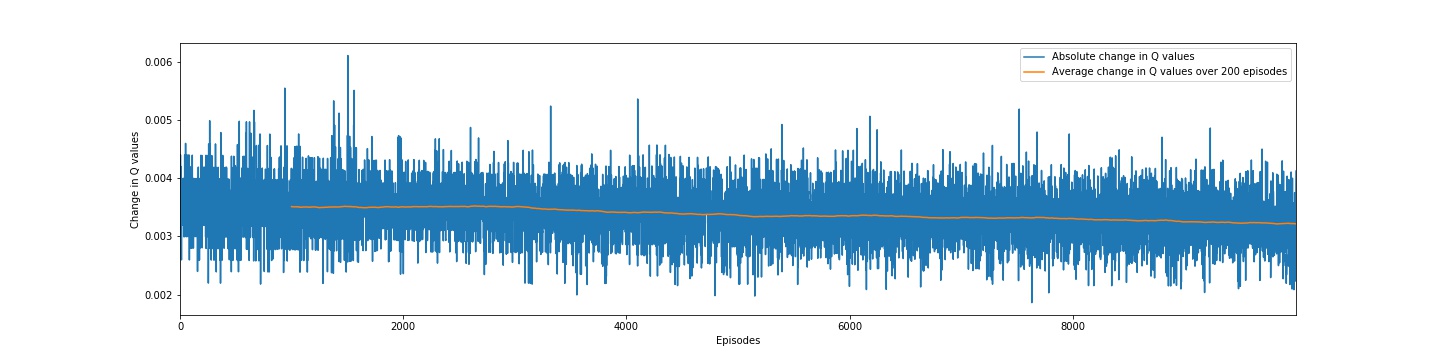 Absolute change in Q values
Average change in Q values over 200 episodes
Change in Q values
0.006
0.005
0.004
0.003
0.002
0
2000
4000
6000
8000
Episodes